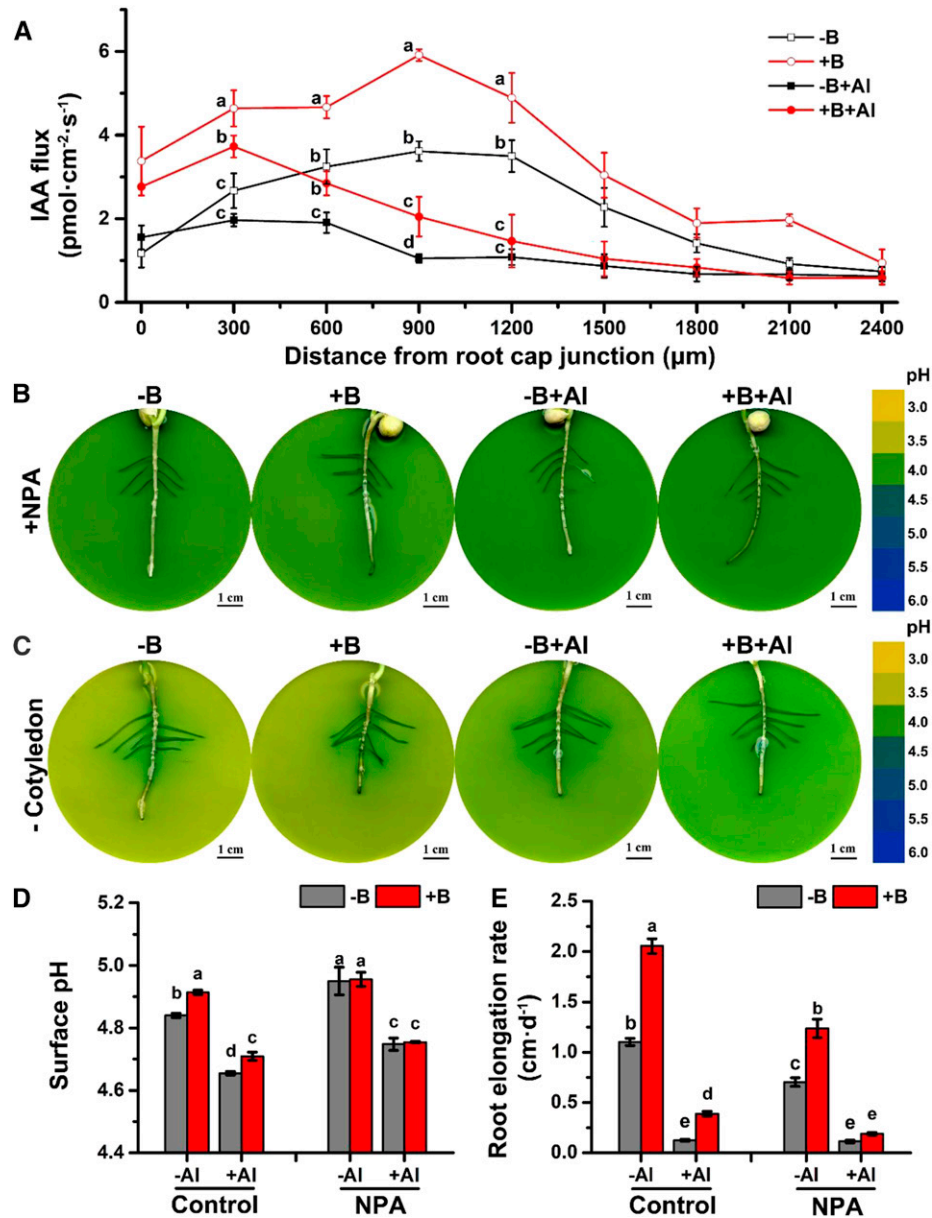 A
-B
+B
-B+Al
+B+Al
IAA flux
(pmol·cm⁻²·s⁻¹)
6
4
2
0
a
a
a
a
b
b
b
b
c
b
c
c
c
c
d
c
0
300
600
900
1200
1500
1800
2100
2400
Distance from root cap junction (µm)
B
-B
+B
-B+Al
+B+Al
pH
+NPA
3.0
3.5
4.0
4.5
5.0
5.5
6.0
1 cm
1 cm
1 cm
1 cm
C
-B
+B
-B+Al
+B+Al
pH
- Cotyledon
3.0
3.5
4.0
4.5
5.0
5.5
6.0
1 cm
1 cm
1 cm
1 cm
D
-B
+B
Surface pH
5.2
5.0
4.8
4.6
4.4
b
a
d
c
a
a
c
c
-Al
+Al
-Al
+Al
Control
NPA
E
-B
+B
Root elongation rate
(cm·d⁻¹)
2.5
2.0
1.5
1.0
0.5
0.0
b
a
e
d
c
b
e
e
-Al
+Al
-Al
+Al
Control
NPA